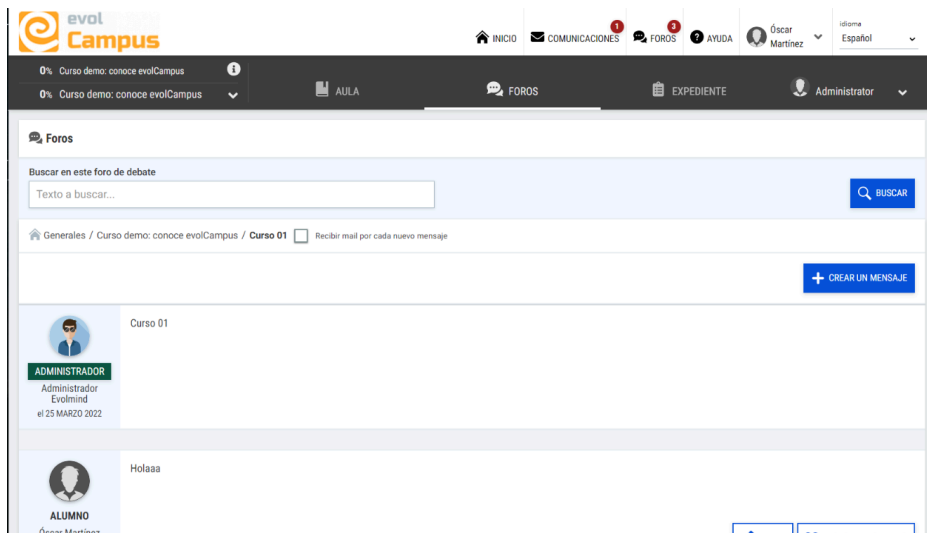 evol
Campus
INICIO
1
COMUNICACIONES
3
FOROS
AYUDA
Óscar
Martínez
idioma
Español
0% Curso demo: conoce evolCampus
0% Curso demo: conoce evolCampus
AULA
FOROS
EXPEDIENTE
Administrator
Foros
Buscar en este foro de debate
Texto a buscar...
BUSCAR
Generales / Curso demo: conoce evolCampus / Curso 01
Recibir mail por cada nuevo mensaje
CREAR UN MENSAJE
Curso 01
ADMINISTRADOR
Administrador
Evolmind
el 25 MARZO 2022
Holaaa
ALUMNO
Óscar Martínez